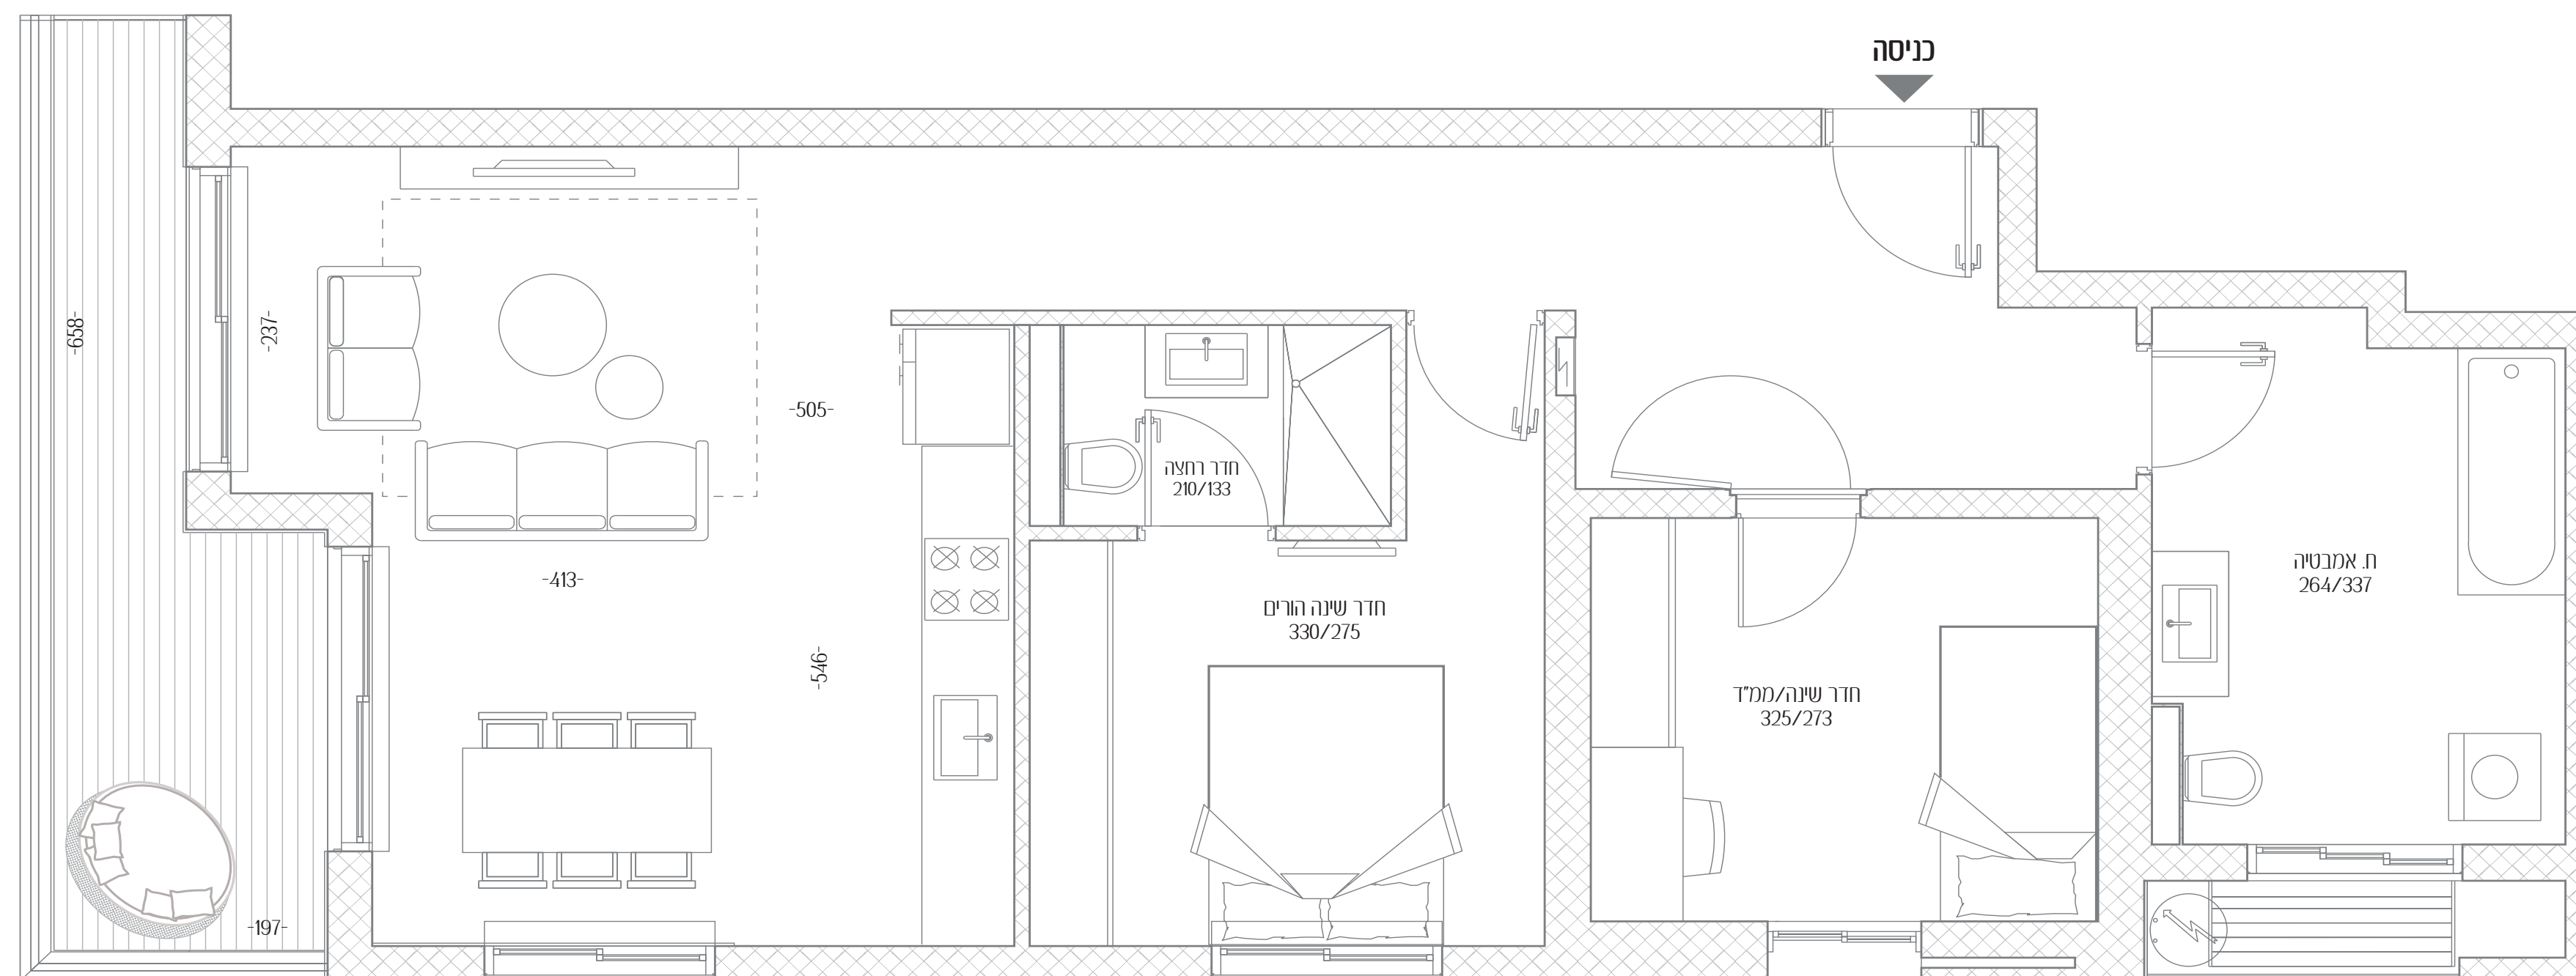 כניסה
-658-
-237-
-505-
חדר רחצה
210/133
-413-
ח. אמבטיה
264/337
חדר שינה הורים
330/275
-546-
חדר שינה/ממ"ד
325/273
-197-